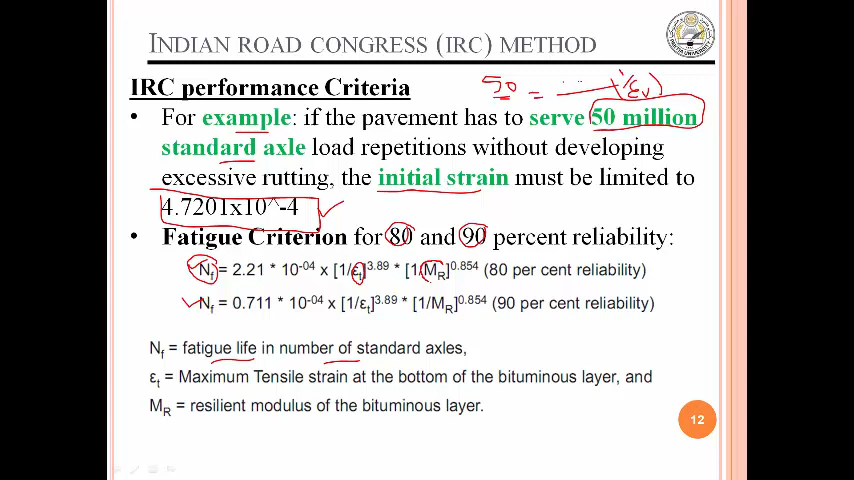 INDIAN ROAD CONGRESS (IRC) METHOD
IRC performance Criteria
50 = (εv)
• For example: if the pavement has to serve 50 million
standard axle load repetitions without developing
excessive rutting, the initial strain must be limited to
4.7201x10^-4
• Fatigue Criterion for 80 and 90 percent reliability:
Nf = 2.21 * 10-04 x [1/εt]3.89 * [1/MR]0.854 (80 per cent reliability)
Nf = 0.711 * 10-04 x [1/εt]3.89 * [1/MR]0.854 (90 per cent reliability)
Nf = fatigue life in number of standard axles,
εt = Maximum Tensile strain at the bottom of the bituminous layer, and
MR = resilient modulus of the bituminous layer.
12